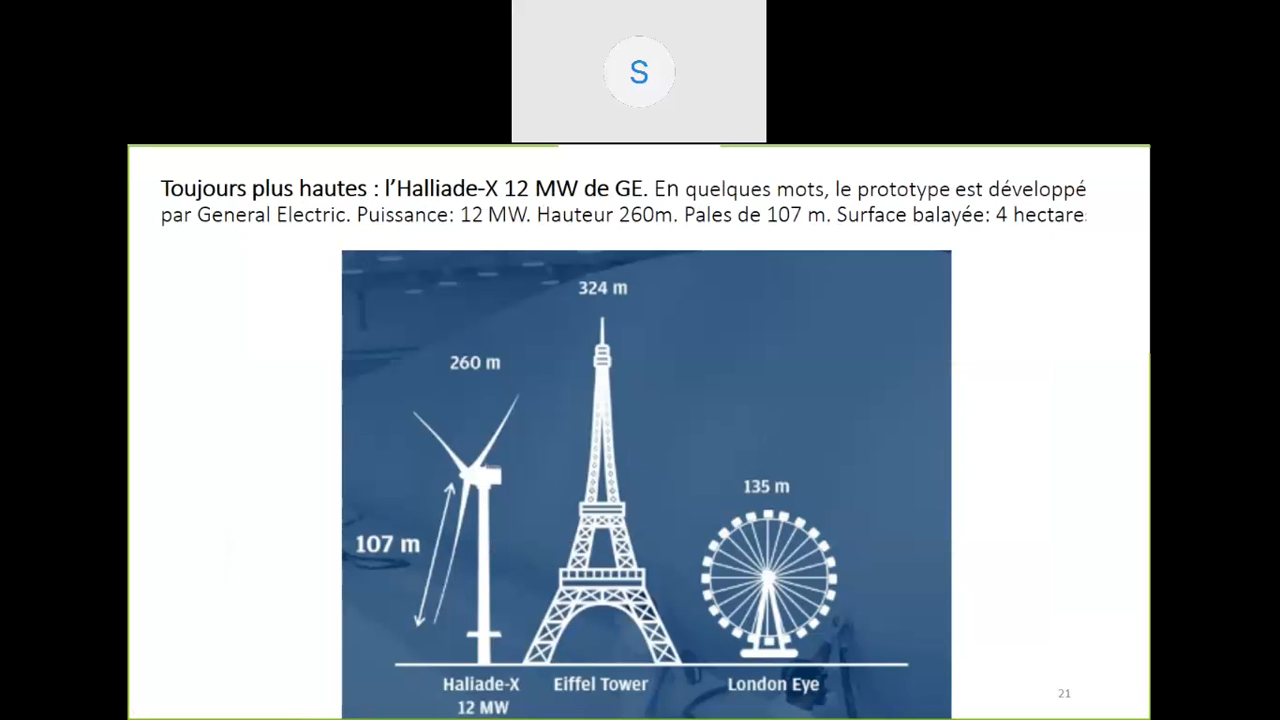 S
Toujours plus hautes : l’Halliade-X 12 MW de GE. En quelques mots, le prototype est développé
par General Electric. Puissance: 12 MW. Hauteur 260m. Pales de 107 m. Surface balayée: 4 hectare
324 m
260 m
135 m
107 m
Haliade-X Eiffel Tower London Eye
12 MW
21